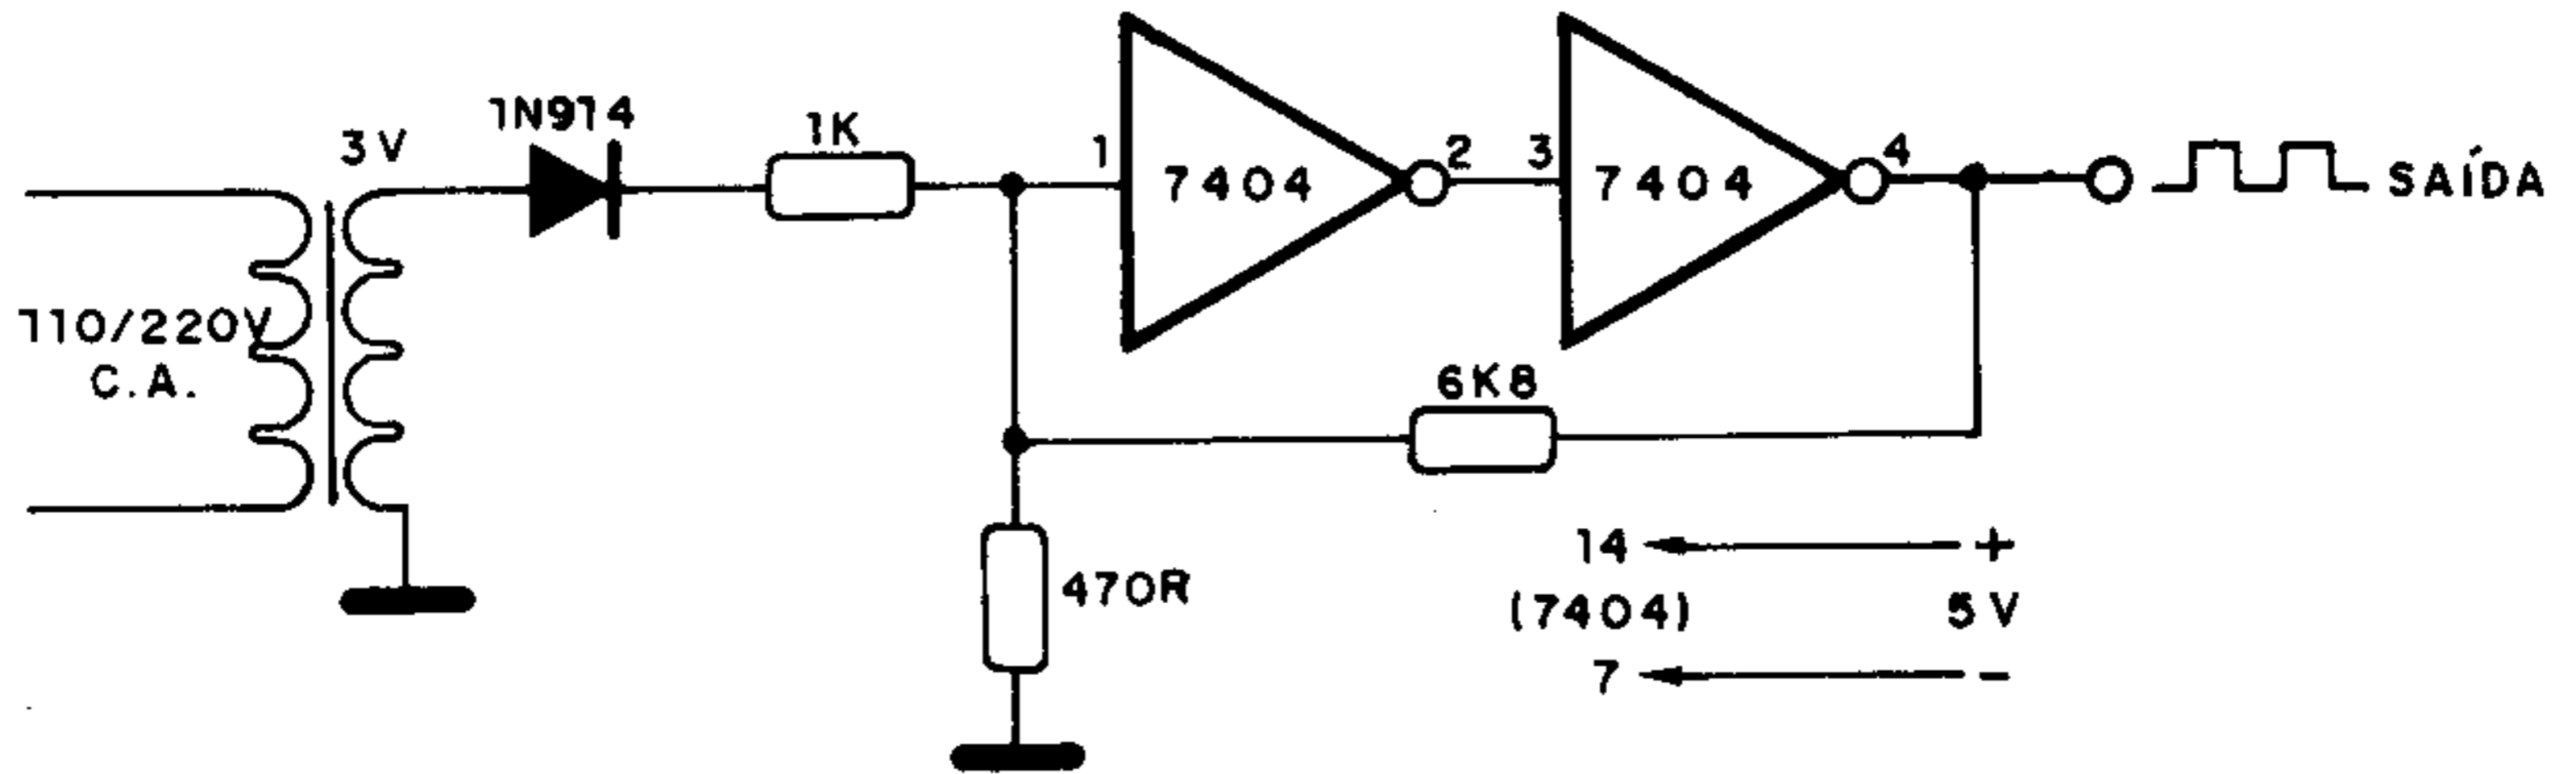 110/220V
C.A.
3V
1N914
1K
1
7404
2
3
7404
4
SAÍDA
6K8
470R
14
+
(7404)
5V
7
-